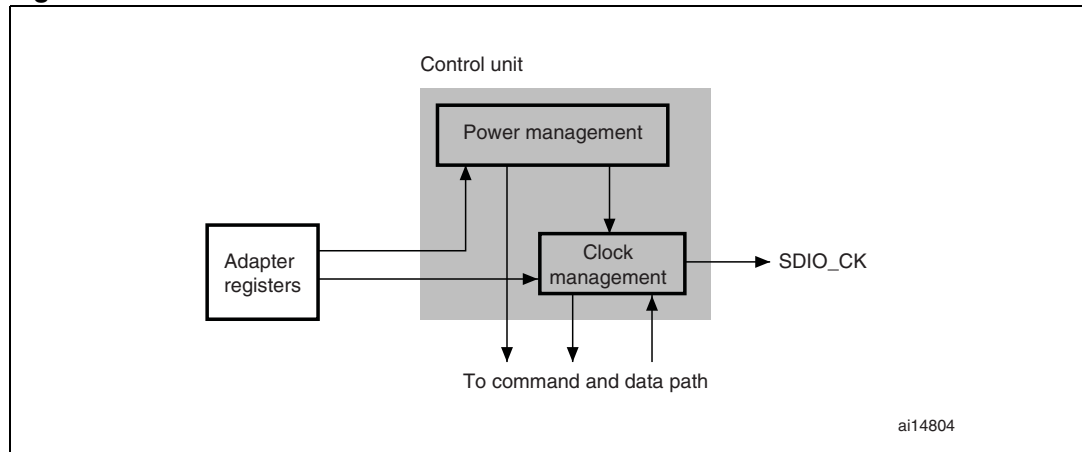 Control unit
Power management
Adapter
registers
Clock
management
SDIO_CK
To command and data path
ai14804